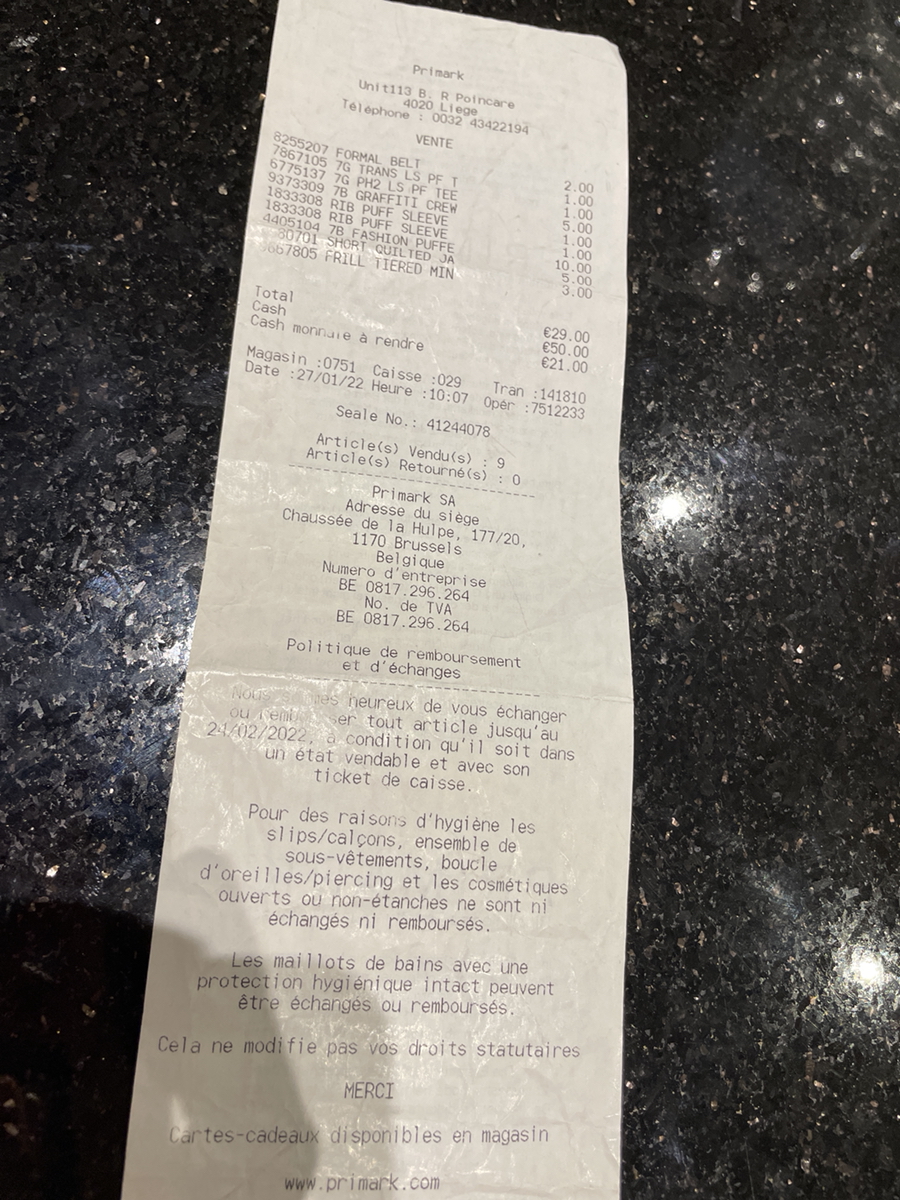 Primark
Unit113 B. R Poincare
4020 Liege
Téléphone : 0032 43422194
VENTE
8255207 FORMAL BELT 2.00
7867105 7G TRANS LS PF T 1.00
6775137 7G PH2 LS PF TEE 1.00
9373309 7B GRAFFITI CREW 5.00
1833308 RIB PUFF SLEEVE 1.00
1833308 RIB PUFF SLEEVE 1.00
4405104 7B FASHION PUFFE 10.00
SHORT QUILTED JA 5.00
FRILL TIERED MIN 3.00
Total €29.00
Cash €50.00
Cash monnaie à rendre €21.00
Magasin :0751 Caisse :029 Tran :141810
Date :27/01/22 Heure :10:07 Opér :7512233
Seale No.: 41244078
Article(s) Vendu(s) : 9
Article(s) Retourné(s) : 0
Primark SA
Adresse du siège
Chaussée de la Hulpe, 177/20,
1170 Brussels
Belgique
Numero d'entreprise
BE 0817.296.264
No. de TVA
BE 0817.296.264
Politique de remboursement
et d'échanges
Nous heureux de vous échanger
ou tout article jusqu'au
24/02/2022, à condition qu'il soit dans
un état vendable et avec son
ticket de caisse.
Pour des raisons d'hygiène les
slips/calçons, ensemble de
sous-vêtements, boucle
d'oreilles/piercing et les cosmétiques
ouverts ou non-étanches ne sont ni
échangés ni remboursés.
Les maillots de bains avec une
protection hygiénique intact peuvent
être échangés ou remboursés.
Cela ne modifie pas vos droits statutaires
MERCI
Cartes-cadeaux disponibles en magasin
www.primark.com